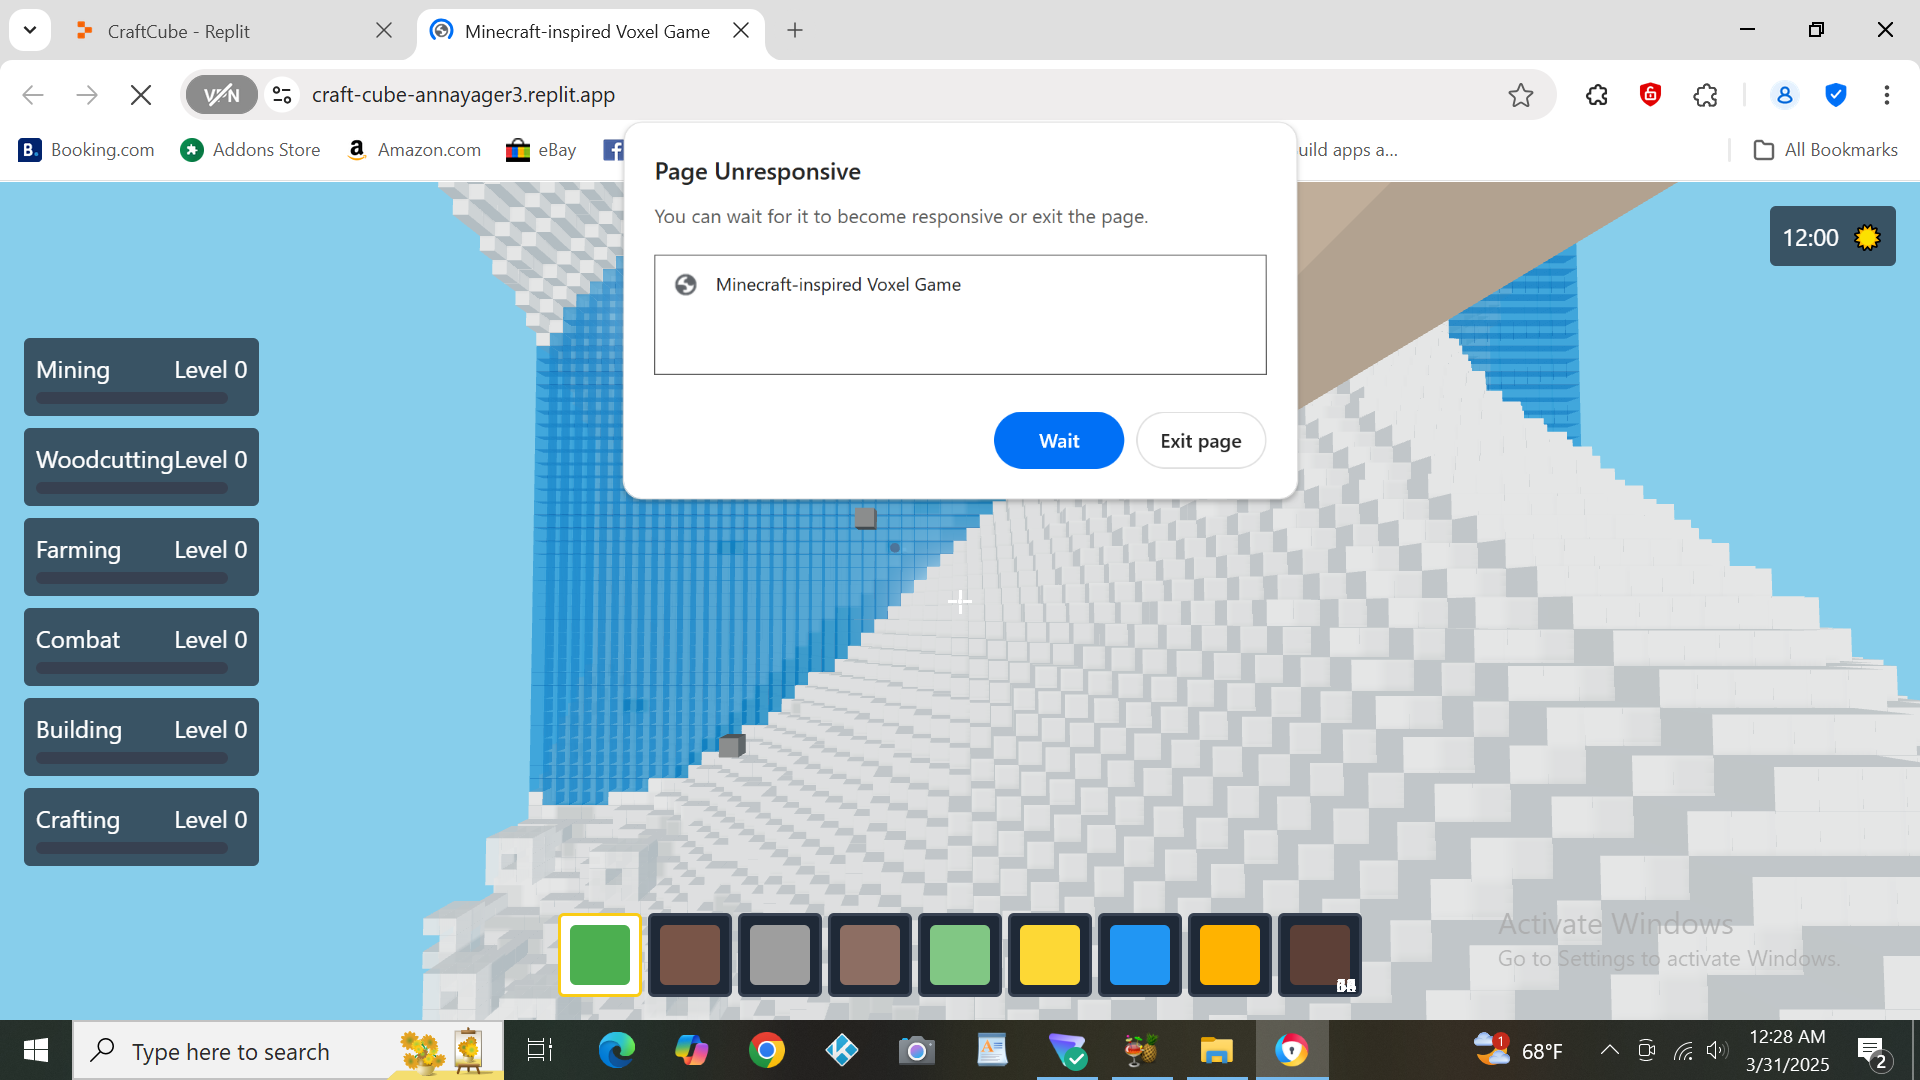 CraftCube - Replit
Minecraft-inspired Voxel Game
VPN
craft-cube-annayager3.replit.app
B. Booking.com
Addons Store
a Amazon.com
eBay
f
uild apps a...
All Bookmarks
Page Unresponsive
You can wait for it to become responsive or exit the page.
Minecraft-inspired Voxel Game
Wait
Exit page
12:00
Mining Level 0
Woodcutting Level 0
Farming Level 0
Combat Level 0
Building Level 0
Crafting Level 0
Activate Windows
Go to Settings to activate Windows.
Type here to search
1
68°F
12:28 AM
3/31/2025
2